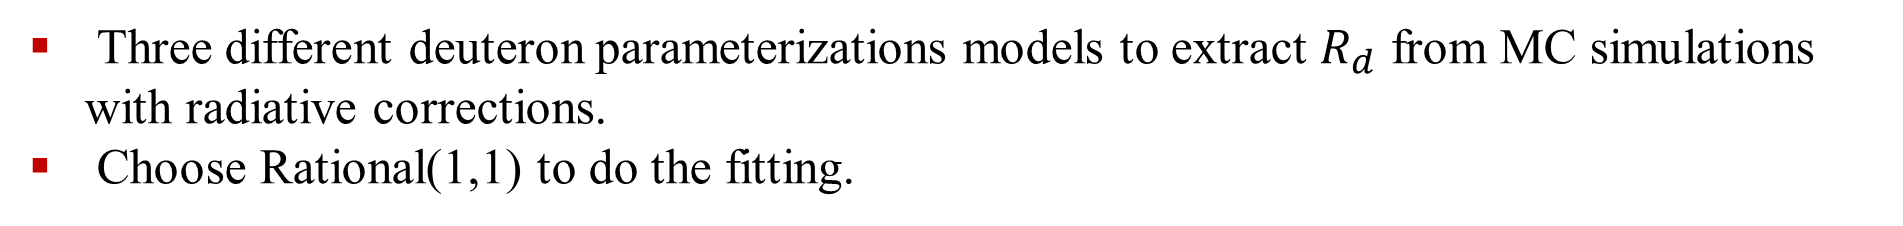 ▪ Three different deuteron parameterizations models to extract R_d from MC simulations
with radiative corrections.
▪ Choose Rational(1,1) to do the fitting.